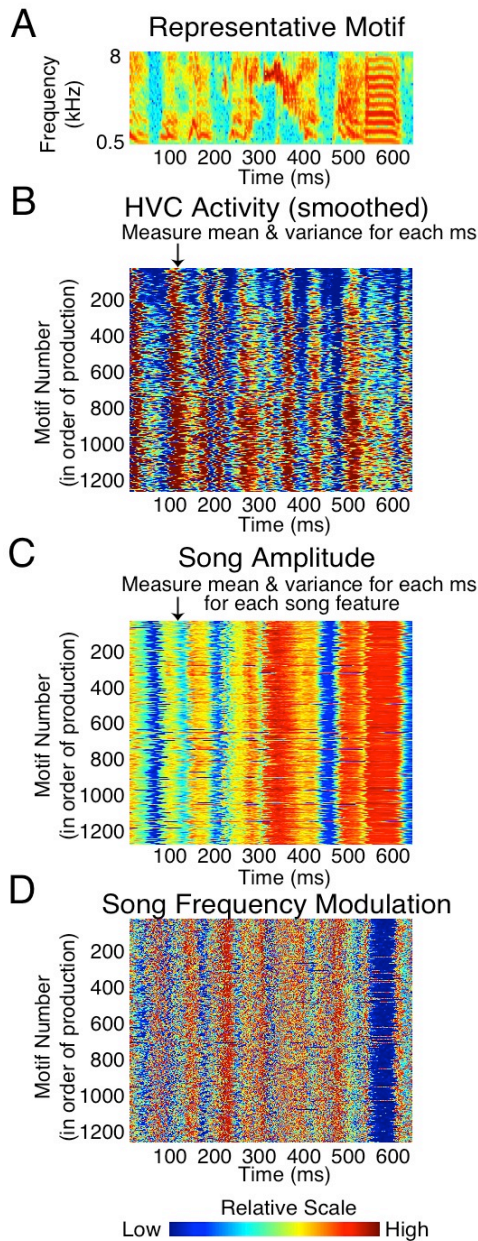 A
Representative Motif
8
Frequency
(kHz)
0.5
100 200 300 400 500 600
Time (ms)
B
HVC Activity (smoothed)
Measure mean & variance for each ms
Motif Number
(in order of production)
200
400
600
800
1000
1200
100 200 300 400 500 600
Time (ms)
C
Song Amplitude
Measure mean & variance for each ms
for each song feature
Motif Number
(in order of production)
200
400
600
800
1000
1200
100 200 300 400 500 600
Time (ms)
D
Song Frequency Modulation
Motif Number
(in order of production)
200
400
600
800
1000
1200
100 200 300 400 500 600
Time (ms)
Relative Scale
Low High